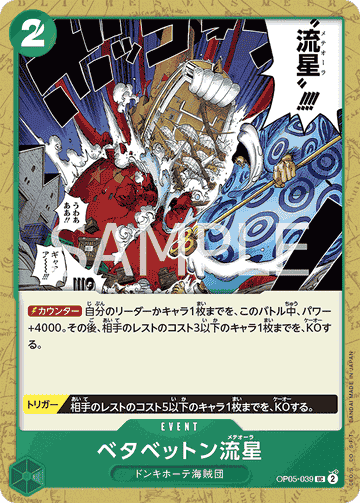 2
"流星"!!!!
メテオーラ
うわあ
ああ!!
ギャア
ア〜〜!!
SAMPLE
カウンター 自分のリーダーかキャラ1枚までを、このバトル中、パワー
+4000。その後、相手のレストのコスト3以下のキャラ1枚までを、KOす
る。
トリガー 相手のレストのコスト5以下のキャラ1枚までを、KOする。
EVENT
ベタベットン流星
メテオーラ
ドンキホーテ海賊団
OP05-039 UC 2